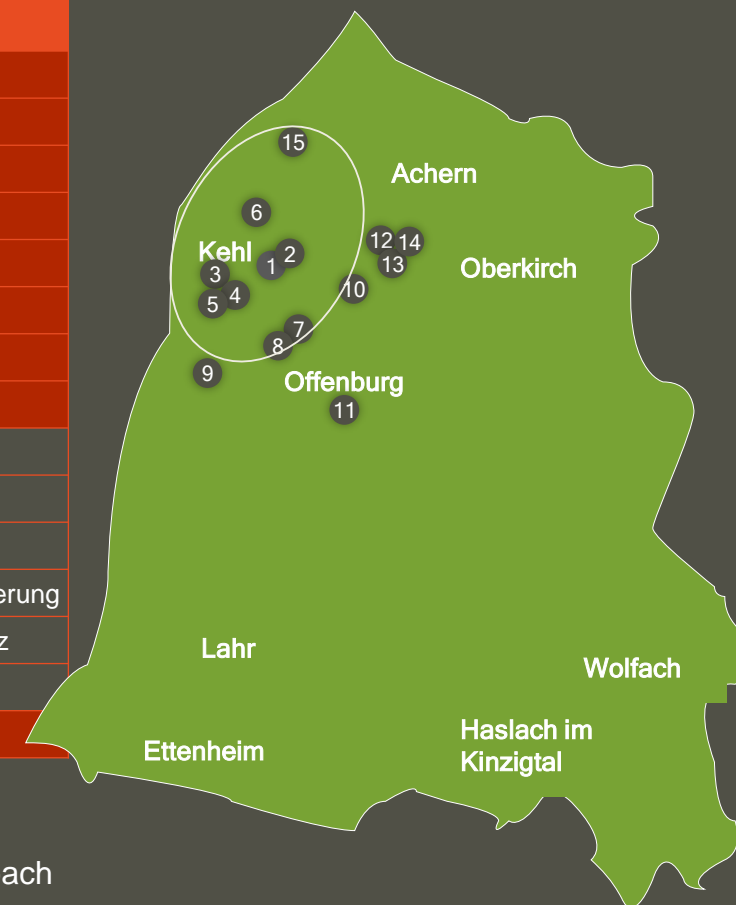 15
Achern
6
12 14
Kehl 2
13
1
Oberkirch
3
10
5 4
7
8
9
Offenburg
11
erung
z
Lahr
Wolfach
Haslach im
Kinzigtal
Ettenheim
ach